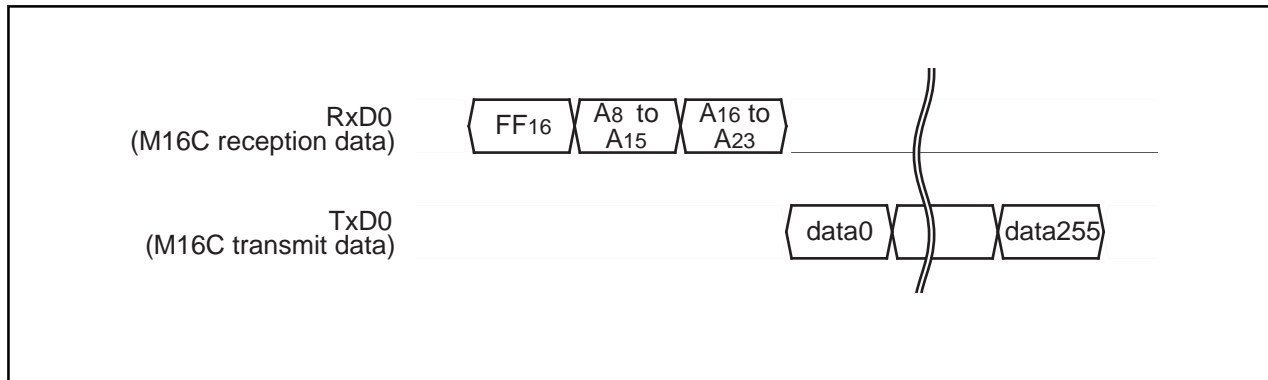 RxD0
(M16C reception data)
FF16
A8 to
A15
A16 to
A23
TxD0
(M16C transmit data)
data0
data255